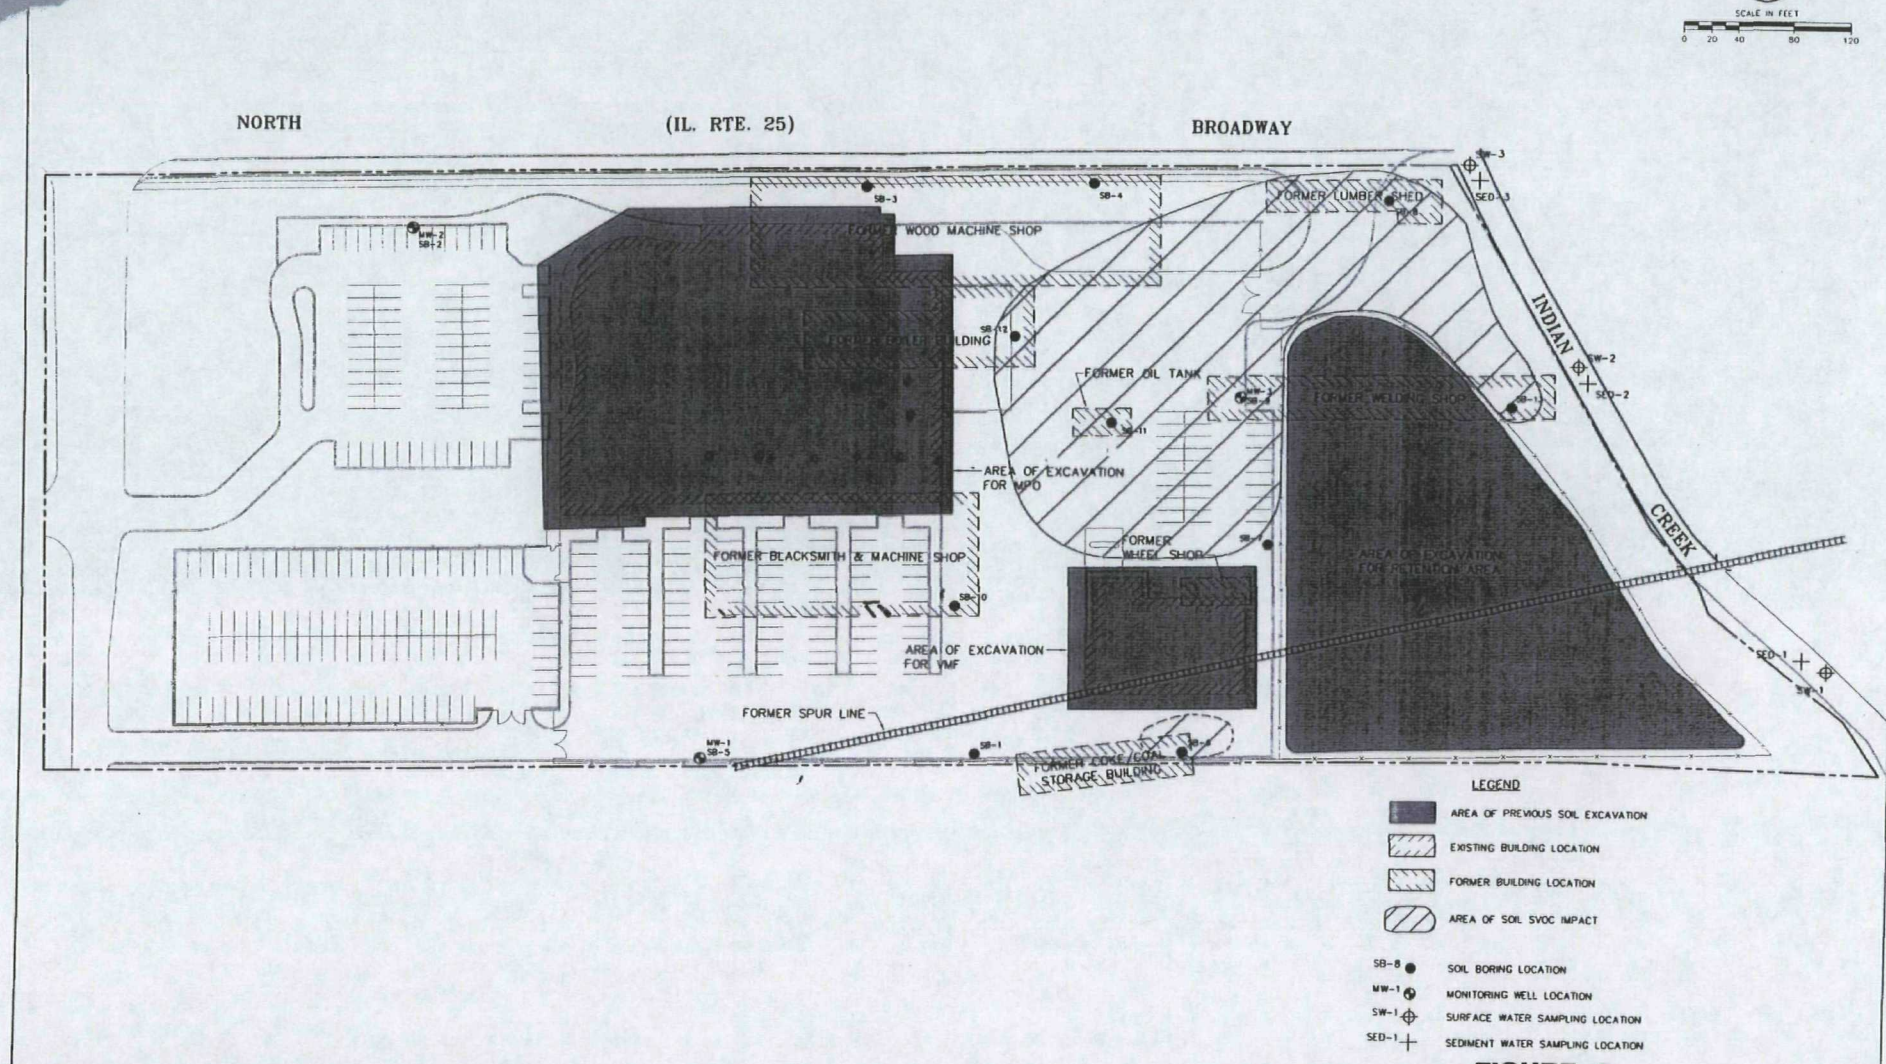 SCALE IN FEET
0 20 40 80 120
NORTH
(IL. RTE. 25)
BROADWAY
SW-3
SED-3
SB-3
SB-4
FORMER LUMBER SHED
MW-2
SB-2
FORMER WOOD MACHINE SHOP
INDIAN
CREEK
SB-12
FORMER BOILER BUILDING
SW-2
SED-2
FORMER OIL TANK
FORMER WELDING SHOP
SB-11
AREA OF EXCAVATION
FOR MPO
FORMER
WHEEL SHOP
AREA OF EXCAVATION
FOR RETENTION AREA
FORMER BLACKSMITH & MACHINE SHOP
SB-10
AREA OF EXCAVATION
FOR VMF
SED-1
SW-1
FORMER SPUR LINE
MW-1
SB-5
SB-1
FORMER COKE/COAL
STORAGE BUILDING
LEGEND
AREA OF PREVIOUS SOIL EXCAVATION
EXISTING BUILDING LOCATION
FORMER BUILDING LOCATION
AREA OF SOIL SVOC IMPACT
SB-8 SOIL BORING LOCATION
MW-1 MONITORING WELL LOCATION
SW-1 SURFACE WATER SAMPLING LOCATION
SED-1 SEDIMENT WATER SAMPLING LOCATION